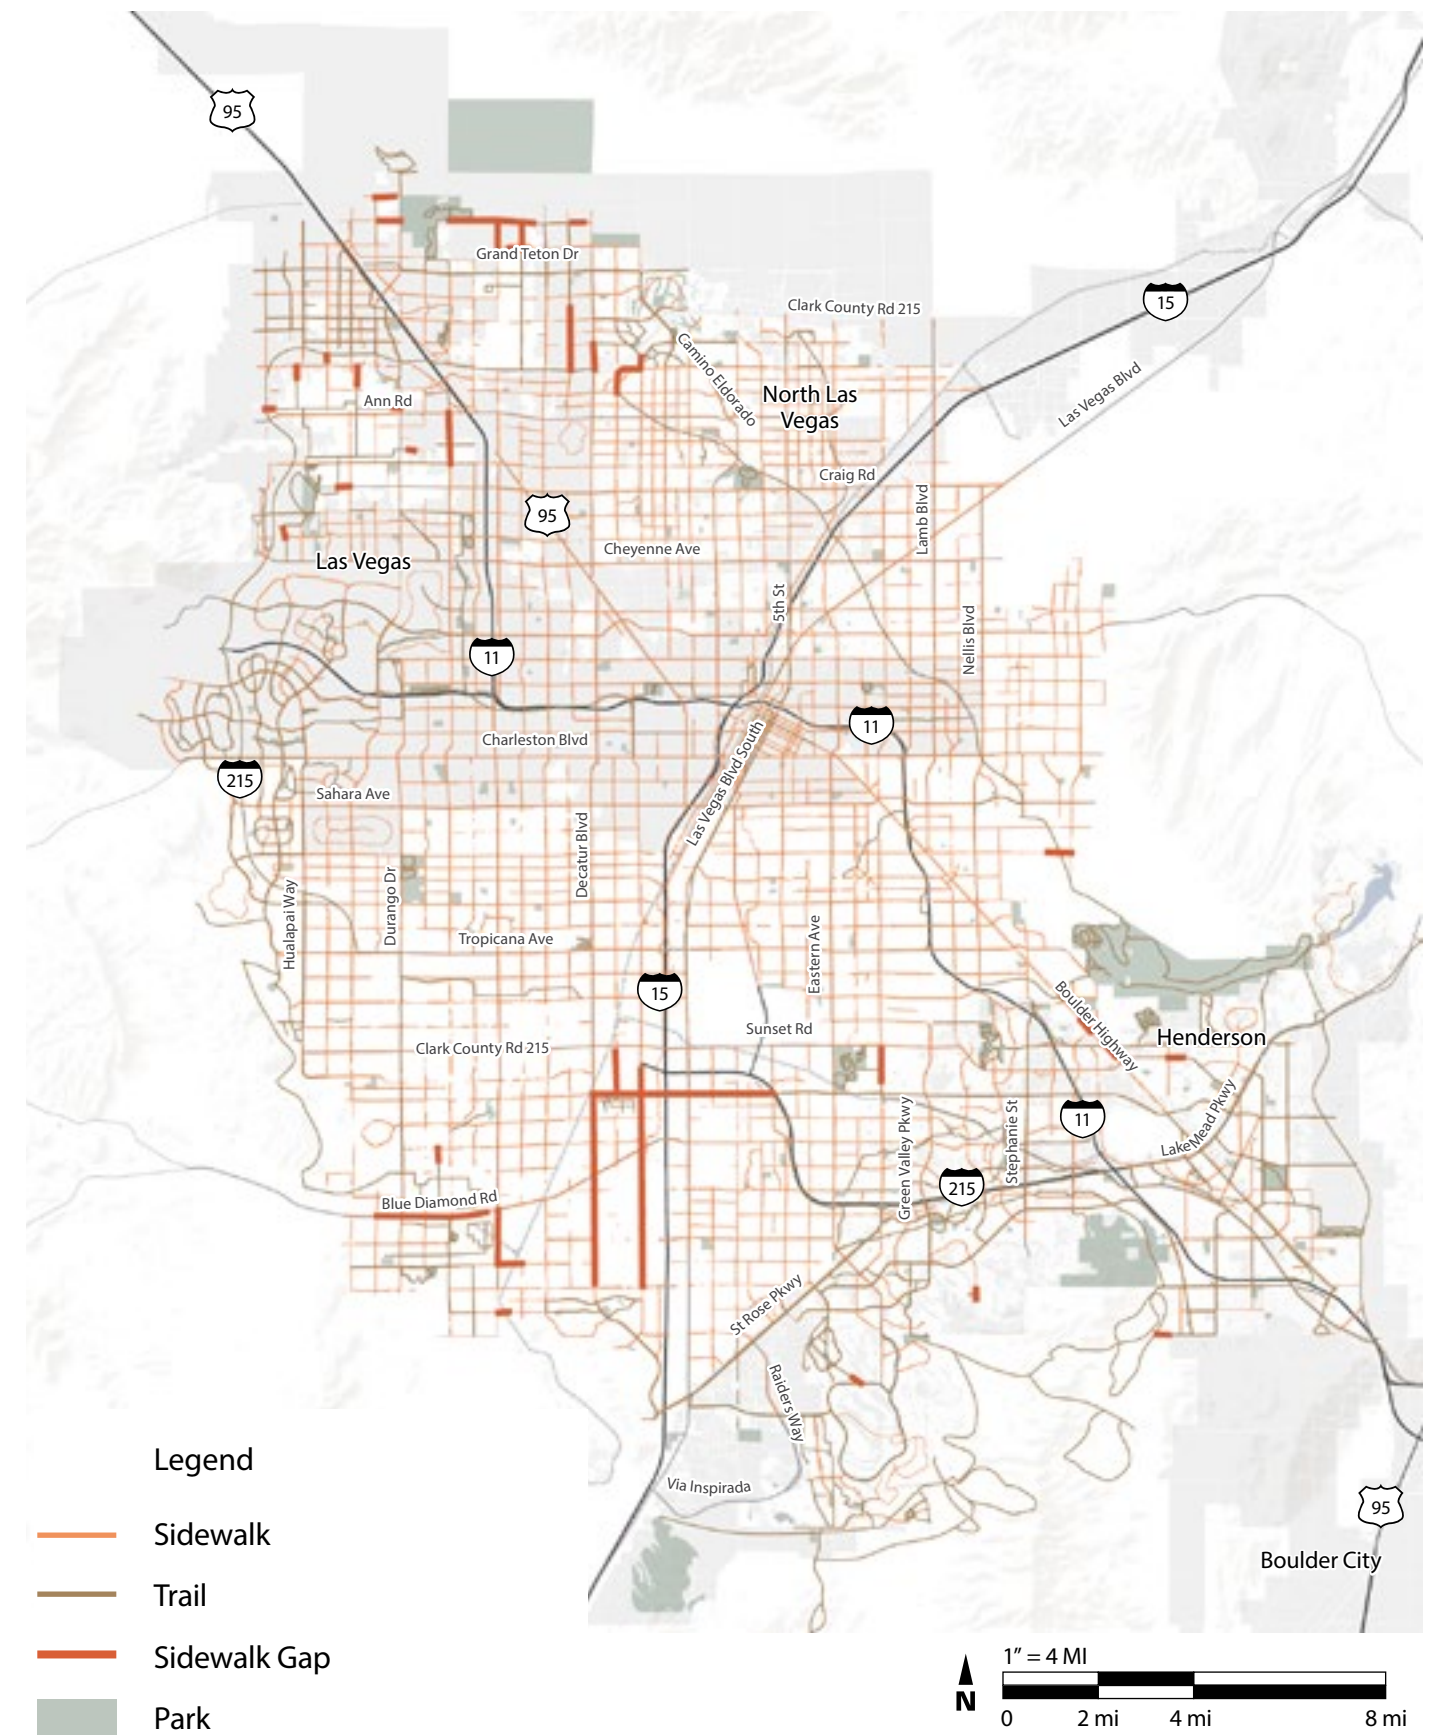 95
Grand Teton Dr
Clark County Rd 215
15
Camino Eldorado
North Las
Vegas
Las Vegas Blvd
Ann Rd
Craig Rd
95
Lamb Blvd
Cheyenne Ave
Las Vegas
5th St
Nellis Blvd
11
11
Charleston Blvd
Las Vegas Blvd South
215
Sahara Ave
Decatur Blvd
Durango Dr
Hualapai Way
Tropicana Ave
Eastern Ave
15
Boulder Highway
Sunset Rd
Henderson
Clark County Rd 215
Green Valley Pkwy
Stephanie St
11
Lake Mead Pkwy
215
Blue Diamond Rd
St Rose Pkwy
Raiders Way
Via Inspirada
95
Boulder City
Legend
Sidewalk
Trail
Sidewalk Gap
Park
1” = 4 MI
N
0 2 mi 4 mi 8 mi